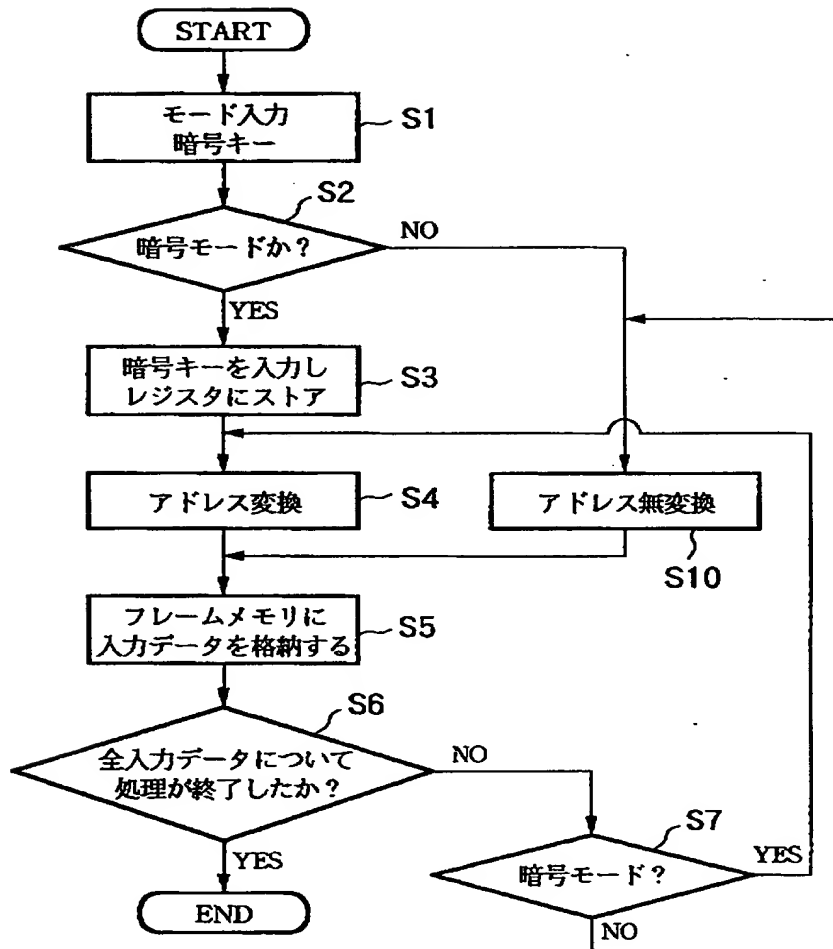 START
モード入力
暗号キー
S1
S2
暗号モードか？
NO
YES
暗号キーを入力し
レジスタにストア
S3
アドレス変換
S4
アドレス無変換
S10
フレームメモリに
入力データを格納する
S5
S6
全入力データについて
処理が終了したか？
NO
YES
S7
暗号モード？
YES
NO
END